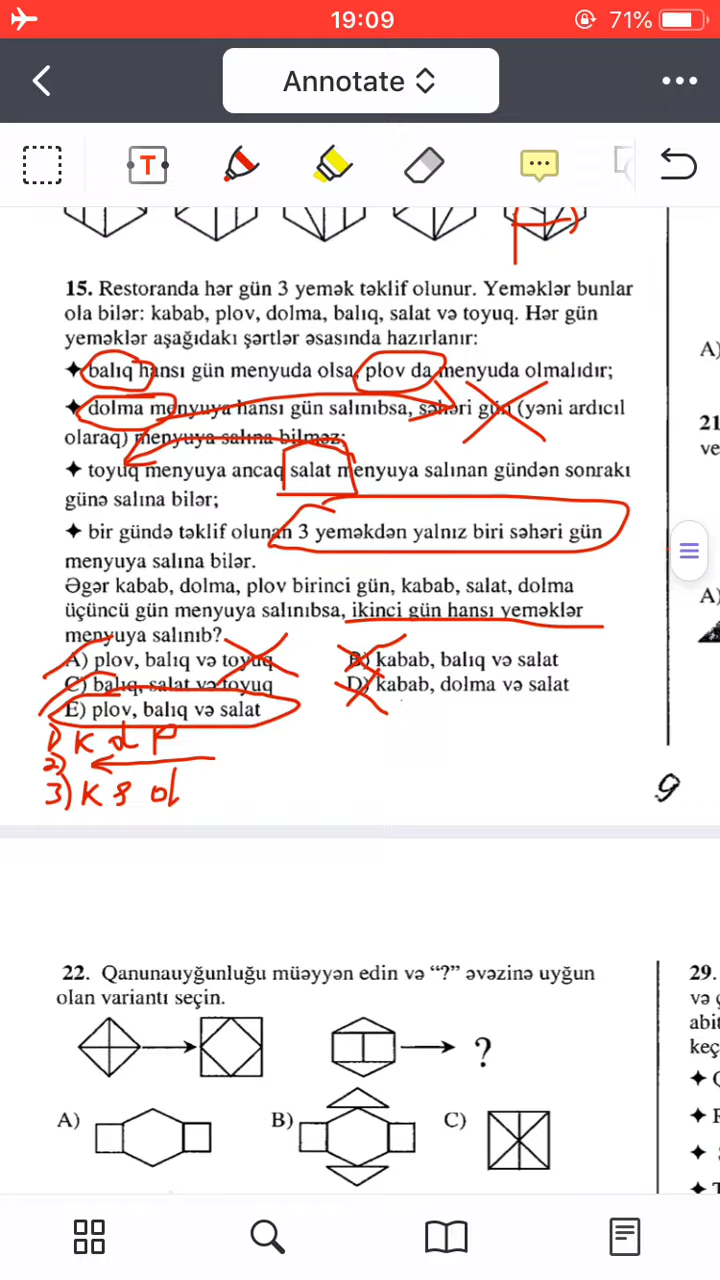 19:09
71%
Annotate
T
15. Restoranda hər gün 3 yemək təklif olunur. Yeməklər bunlar
ola bilər: kabab, plov, dolma, balıq, salat və toyuq. Hər gün
yeməklər aşağıdakı şərtlər əsasında hazırlanır:
✦ balıq hansı gün menyuda olsa, plov da menyuda olmalıdır;
✦ dolma menyuya hansı gün salınıbsa, səhəri gün (yəni ardıcıl
olaraq) menyuya salına bilməz;
✦ toyuq menyuya ancaq salat menyuya salınan gündən sonrakı
günə salına bilər;
✦ bir gündə təklif olunan 3 yeməkdən yalnız biri səhəri gün
menyuya salına bilər.
Əgər kabab, dolma, plov birinci gün, kabab, salat, dolma
üçüncü gün menyuya salınıbsa, ikinci gün hansı yeməklər
menyuya salınıb?
A) plov, balıq və toyuq B) kabab, balıq və salat
C) balıq, salat və toyuq D) kabab, dolma və salat
E) plov, balıq və salat
1) K d P
2)
3) K s d
9
A)
21
ve
A)
22. Qanunauyğunluğu müəyyən edin və “?” əvəzinə uyğun
olan variantı seçin.
?
A) B) C)
29.
və ç
abit
keç